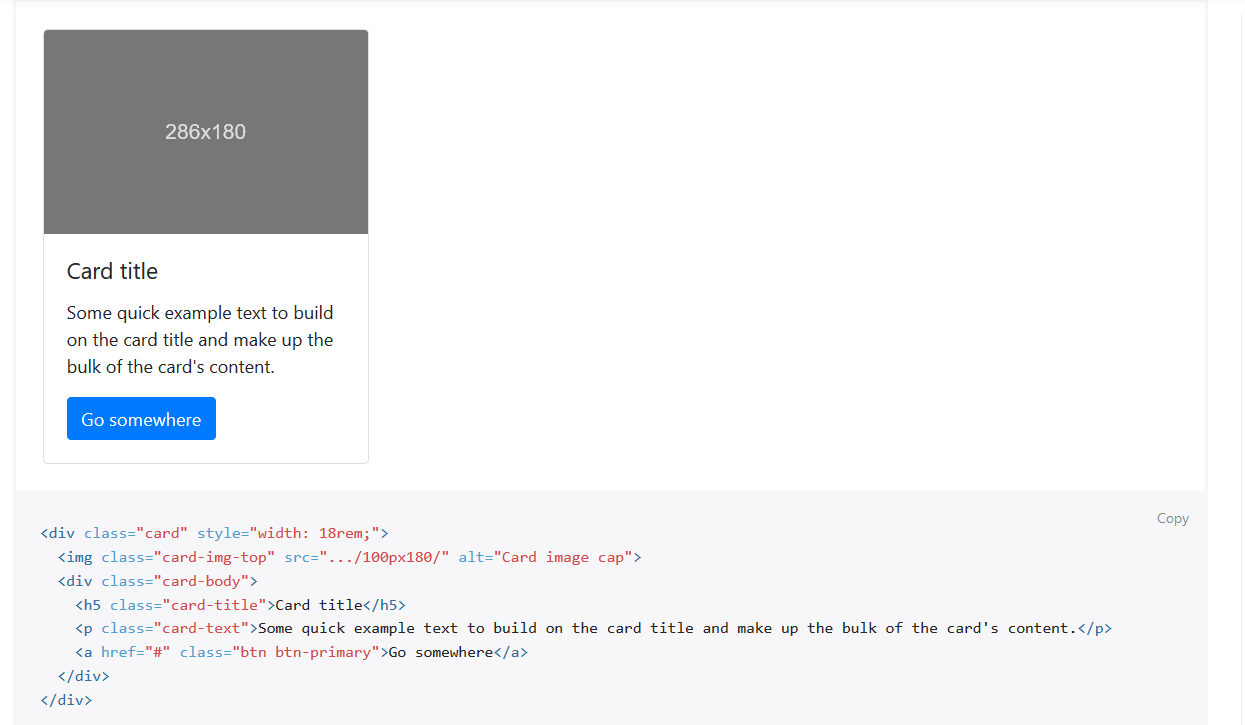 286x180
Card title
Some quick example text to build
on the card title and make up the
bulk of the card's content.
Go somewhere
Copy
<div class="card" style="width: 18rem;">
  <img class="card-img-top" src=".../100px180/" alt="Card image cap">
  <div class="card-body">
    <h5 class="card-title">Card title</h5>
    <p class="card-text">Some quick example text to build on the card title and make up the bulk of the card's content.</p>
    <a href="#" class="btn btn-primary">Go somewhere</a>
  </div>
</div>